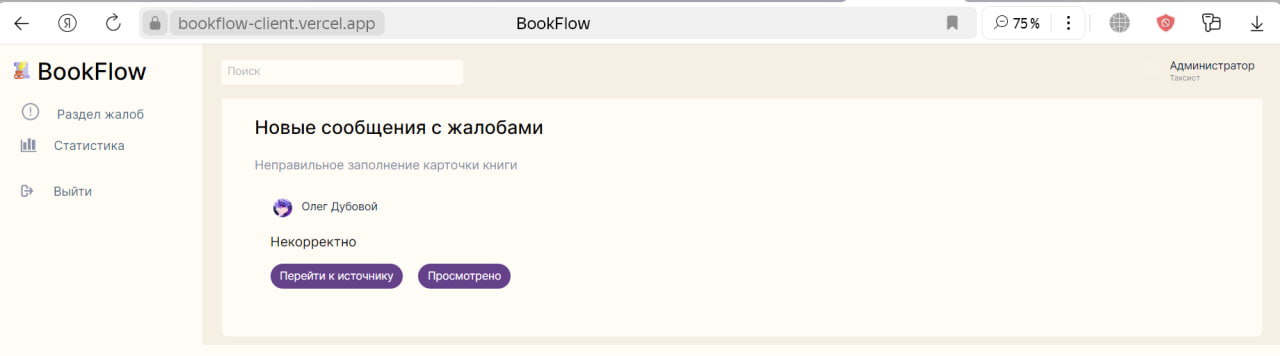 bookflow-client.vercel.app
BookFlow
75%
BookFlow
Поиск
Администратор
Таксист
Раздел жалоб
Статистика
Выйти
Новые сообщения с жалобами
Неправильное заполнение карточки книги
Олег Дубовой
Некорректно
Перейти к источнику
Просмотрено